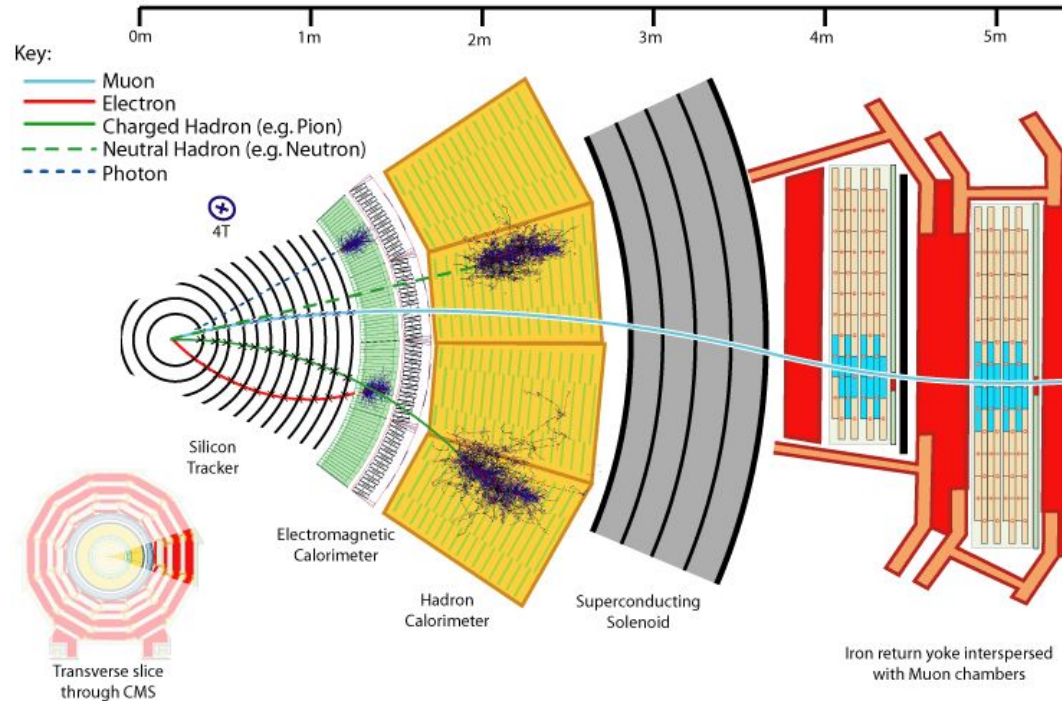 0m 1m 2m 3m 4m 5m
Key:
Muon
Electron
Charged Hadron (e.g. Pion)
Neutral Hadron (e.g. Neutron)
Photon
4T
Silicon
Tracker
Electromagnetic
Calorimeter
Hadron
Calorimeter
Superconducting
Solenoid
Iron return yoke interspersed
with Muon chambers
Transverse slice
through CMS